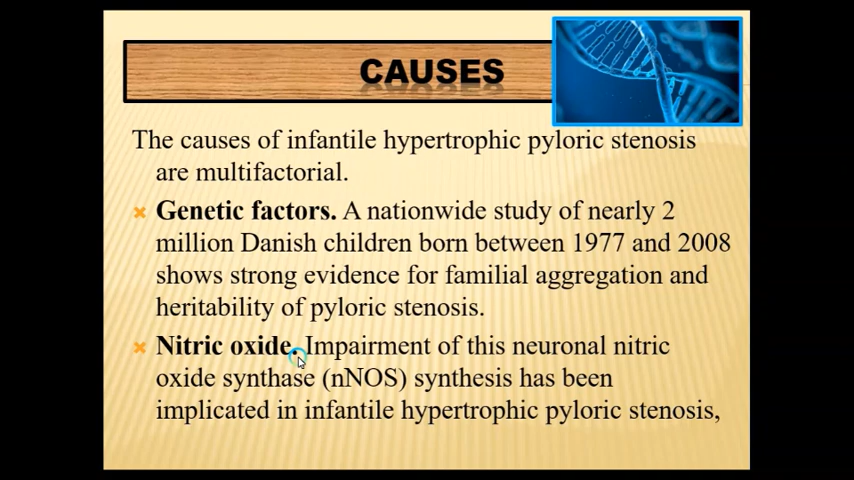 CAUSES
The causes of infantile hypertrophic pyloric stenosis
are multifactorial.
Genetic factors. A nationwide study of nearly 2
million Danish children born between 1977 and 2008
shows strong evidence for familial aggregation and
heritability of pyloric stenosis.
Nitric oxide. Impairment of this neuronal nitric
oxide synthase (nNOS) synthesis has been
implicated in infantile hypertrophic pyloric stenosis,